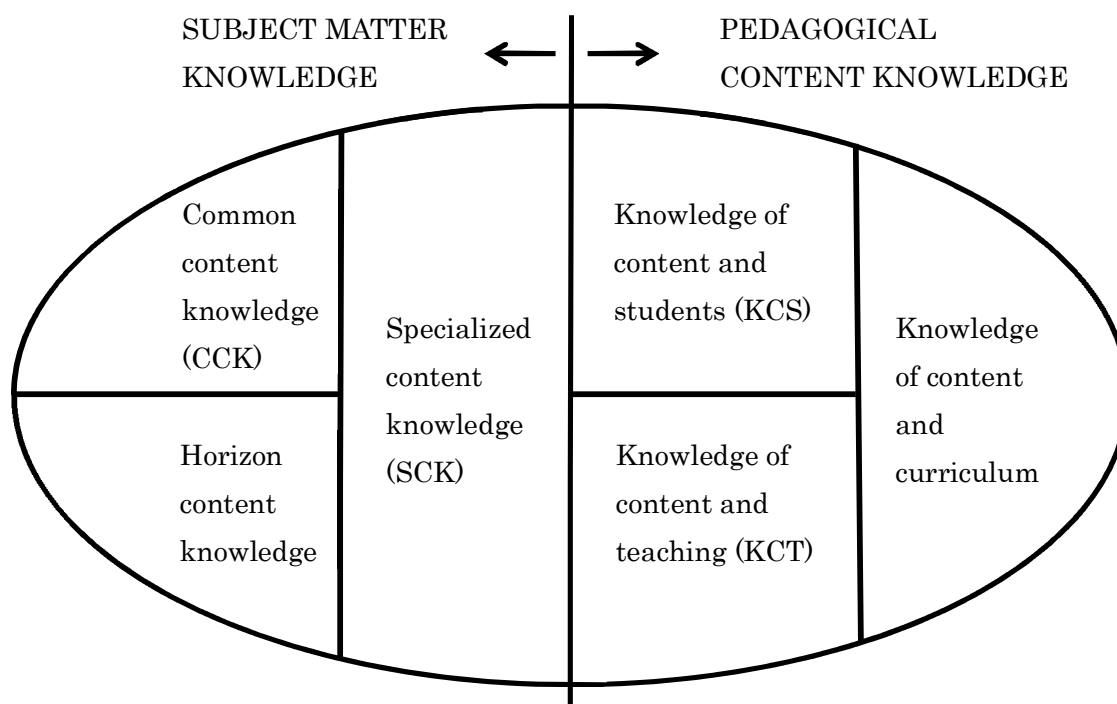 SUBJECT MATTER
KNOWLEDGE
PEDAGOGICAL
CONTENT KNOWLEDGE
Common
content
knowledge
(CCK)
Horizon
content
knowledge
Specialized
content
knowledge
(SCK)
Knowledge of
content and
students (KCS)
Knowledge of
content and
teaching (KCT)
Knowledge
of content
and
curriculum